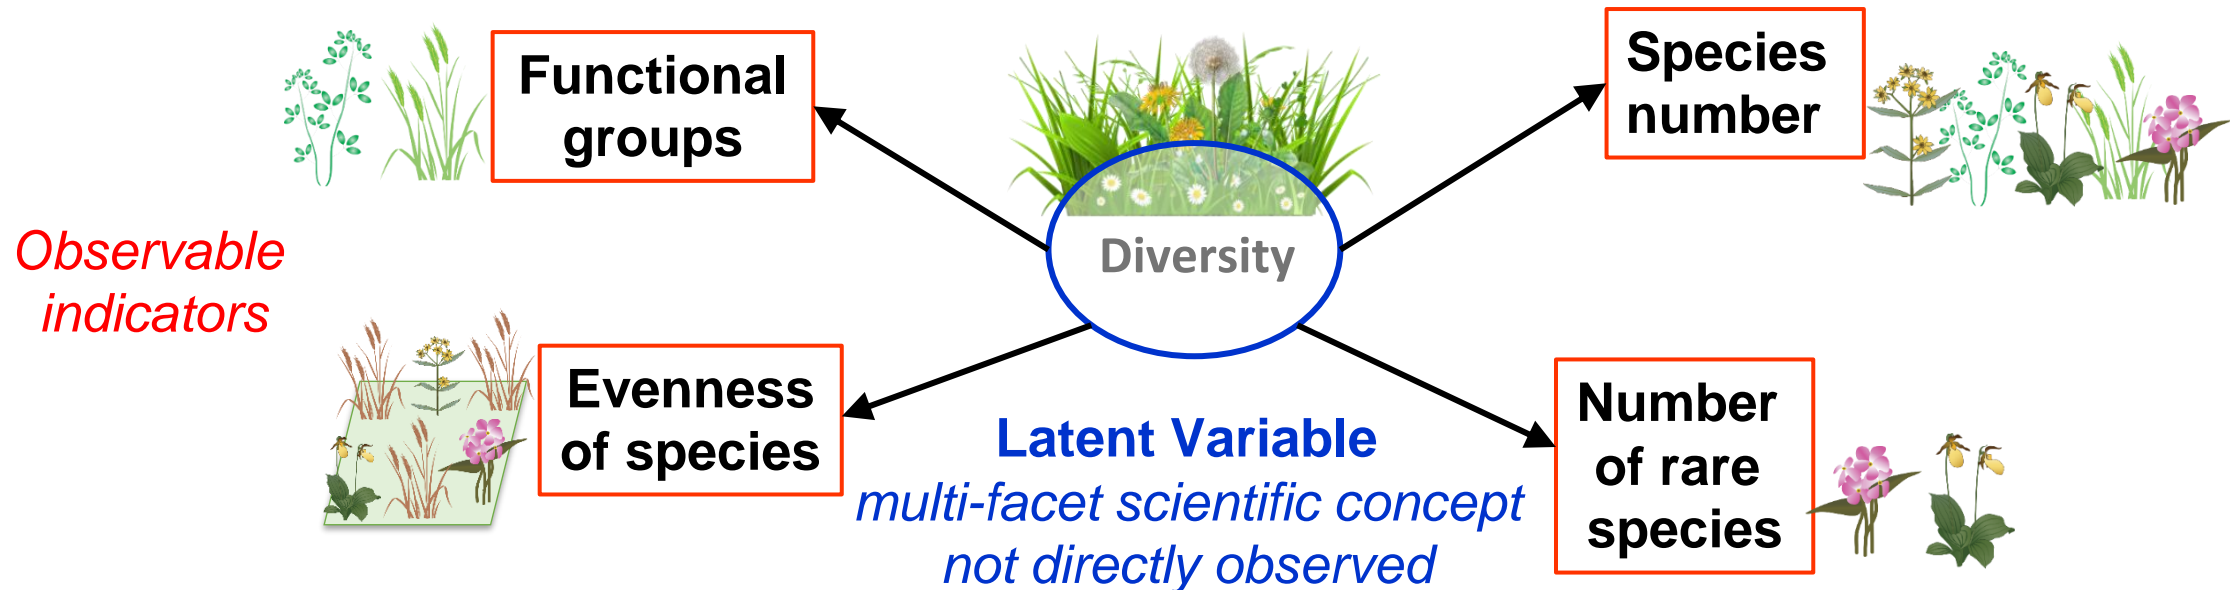 Functional
groups
Species
number
Observable
indicators
Diversity
Evenness
of species
Latent Variable
multi-facet scientific concept
not directly observed
Number
of rare
species